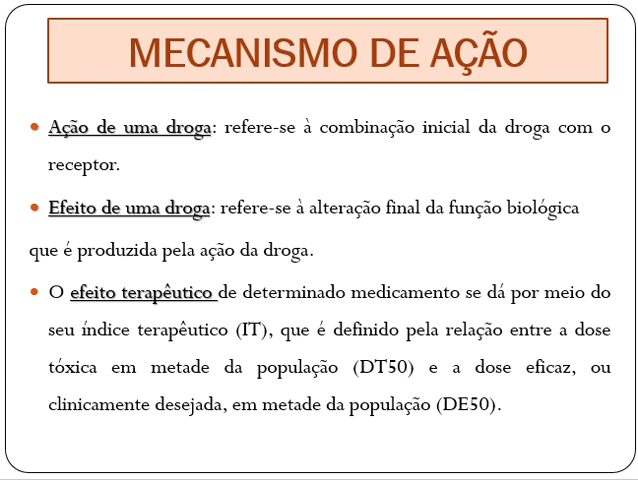 MECANISMO DE AÇÃO
• Ação de uma droga: refere-se à combinação inicial da droga com o
receptor.
• Efeito de uma droga: refere-se à alteração final da função biológica
que é produzida pela ação da droga.
• O efeito terapêutico de determinado medicamento se dá por meio do
seu índice terapêutico (IT), que é definido pela relação entre a dose
tóxica em metade da população (DT50) e a dose eficaz, ou
clinicamente desejada, em metade da população (DE50).